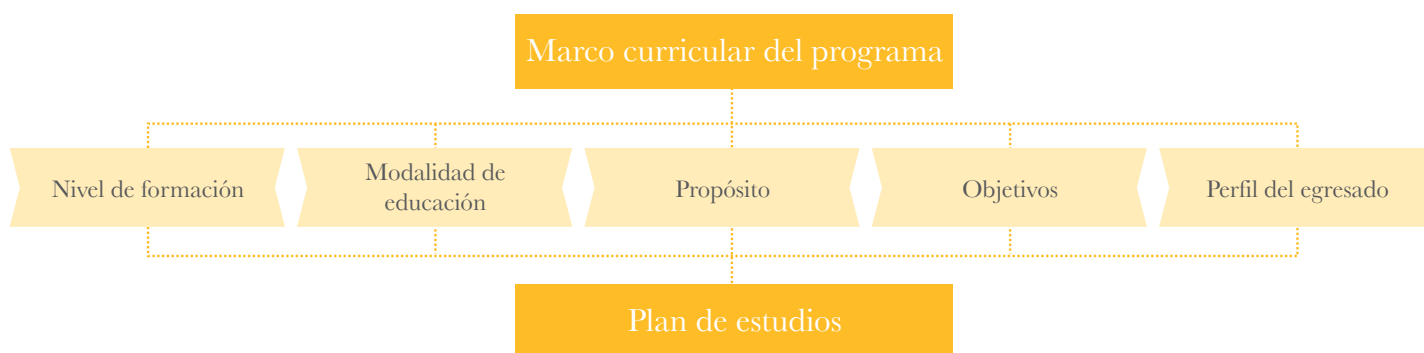 Marco curricular del programa
Nivel de formación
Modalidad de
educación
Propósito
Objetivos
Perfil del egresado
Plan de estudios